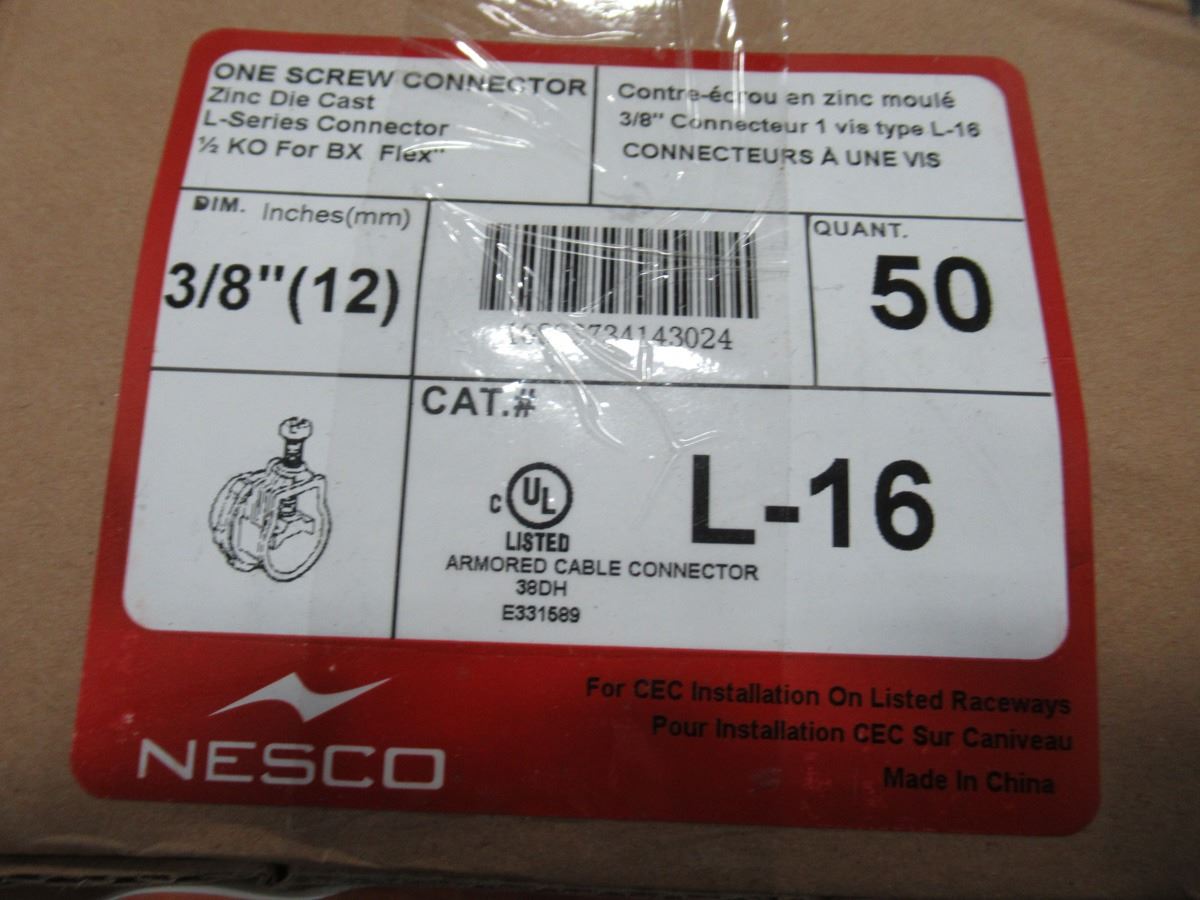 ONE SCREW CONNECTOR
Zinc Die Cast
L-Series Connector
½ KO For BX Flex"
Contre-écrou en zinc moulé
3/8" Connecteur 1 vis type L-16
CONNECTEURS À UNE VIS
DIM. Inches(mm)
3/8"(12)
QUANT.
50
CAT.#
L-16
C UL
LISTED
ARMORED CABLE CONNECTOR
38DH
E331589
For CEC Installation On Listed Raceways
Pour Installation CEC Sur Caniveau
Made In China
NESCO